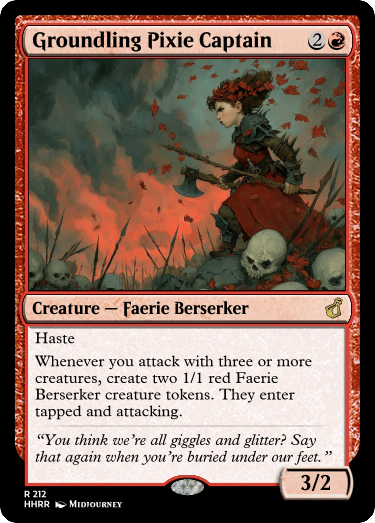 Groundling Pixie Captain 2
Creature — Faerie Berserker
Haste
Whenever you attack with three or more
creatures, create two 1/1 red Faerie
Berserker creature tokens. They enter
tapped and attacking.
“You think we’re all giggles and glitter? Say
that again when you’re buried under our feet.”
3/2
R 212
HHRR Midjourney